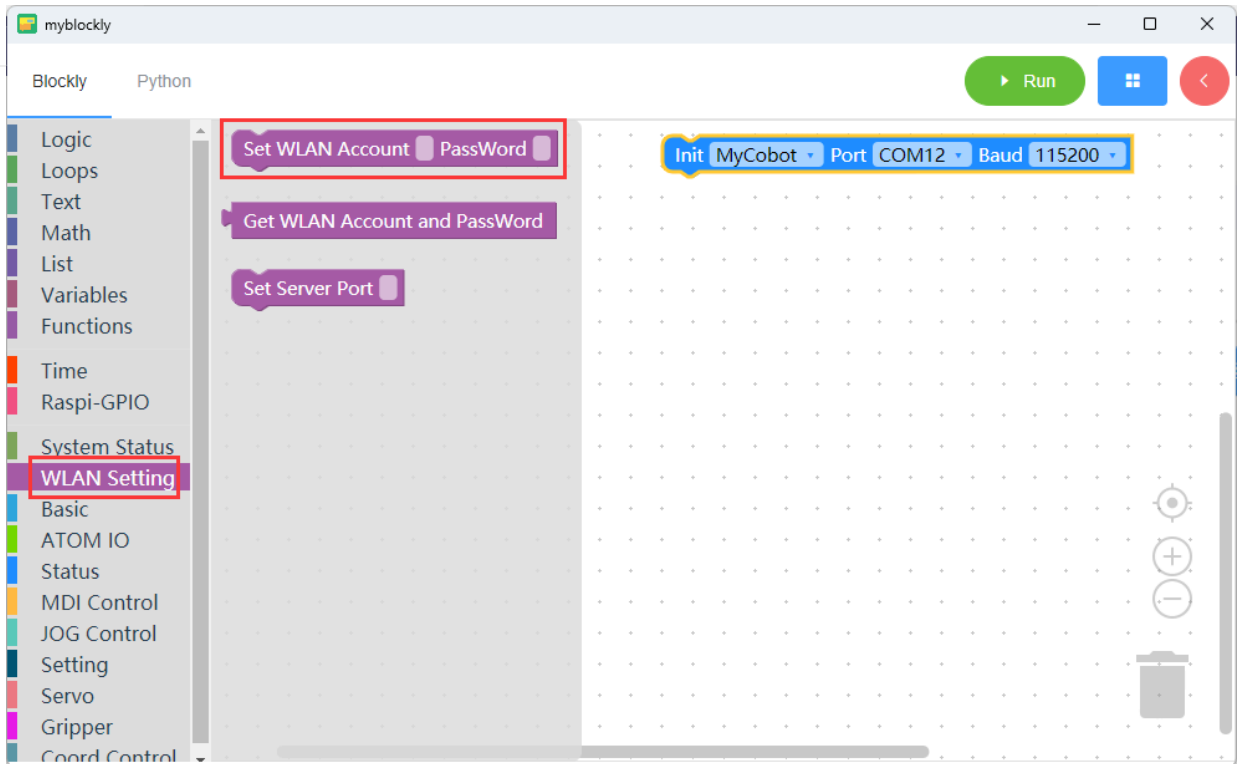 myblockly
Blockly
Python
Run
Logic
Loops
Text
Math
List
Variables
Functions
Time
Raspi-GPIO
System Status
WLAN Setting
Basic
ATOM IO
Status
MDI Control
JOG Control
Setting
Servo
Gripper
Coord Control
Set WLAN Account PassWord
Get WLAN Account and PassWord
Set Server Port
Init MyCobot Port COM12 Baud 115200